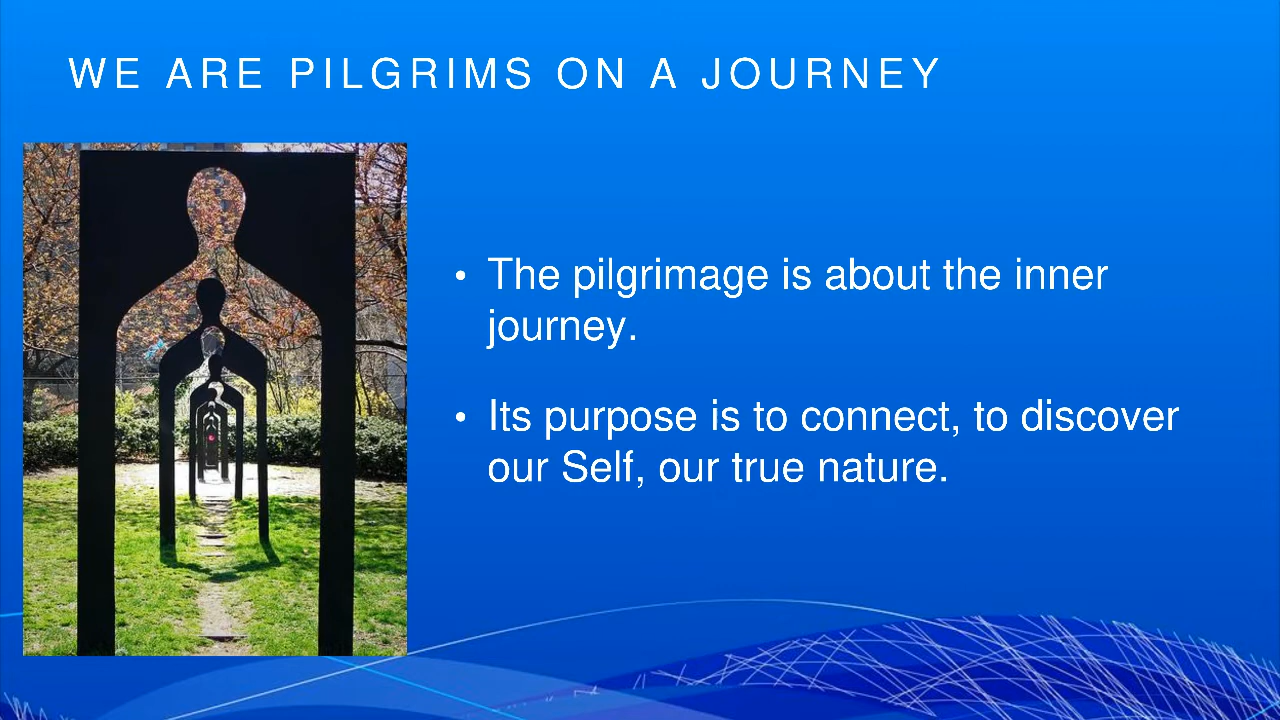 WE ARE PILGRIMS ON A JOURNEY
• The pilgrimage is about the inner
journey.
• Its purpose is to connect, to discover
our Self, our true nature.